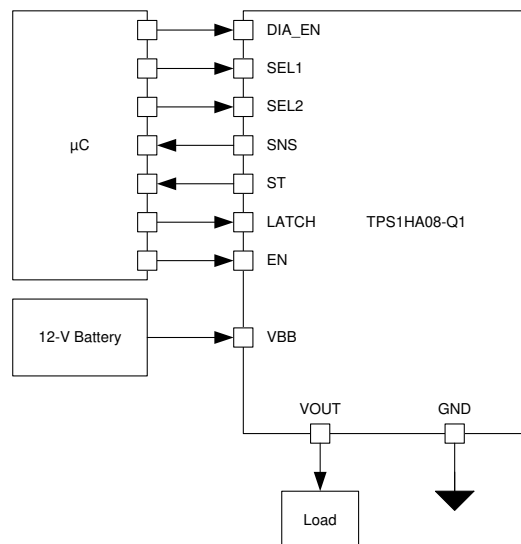 DIA_EN
SEL1
SEL2
µC
SNS
ST
LATCH TPS1HA08-Q1
EN
12-V Battery
VBB
VOUT GND
Load